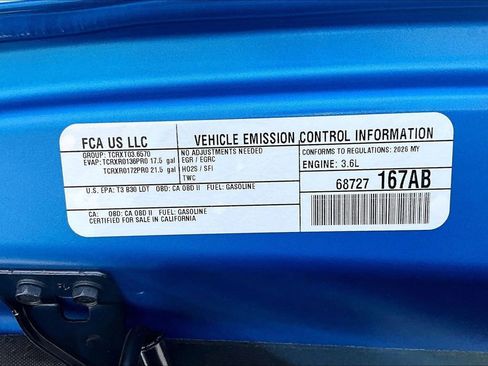 FCA US LLC
GROUP: TCRXT03.6570
EVAP: TCRXR0136PR0 17.5 gal
TCRXR0172PR0 21.5 gal
VEHICLE EMISSION CONTROL INFORMATION
NO ADJUSTMENTS NEEDED
EGR / EGRC
HO2S / SFI
TWC
CONFORMS TO REGULATIONS: 2026 MY
ENGINE: 3.6L
68727 167AB
U.S. EPA: T3 B30 LDT OBD: CA OBD II FUEL: GASOLINE
CA: OBD: CA OBD II FUEL: GASOLINE
CERTIFIED FOR SALE IN CALIFORNIA